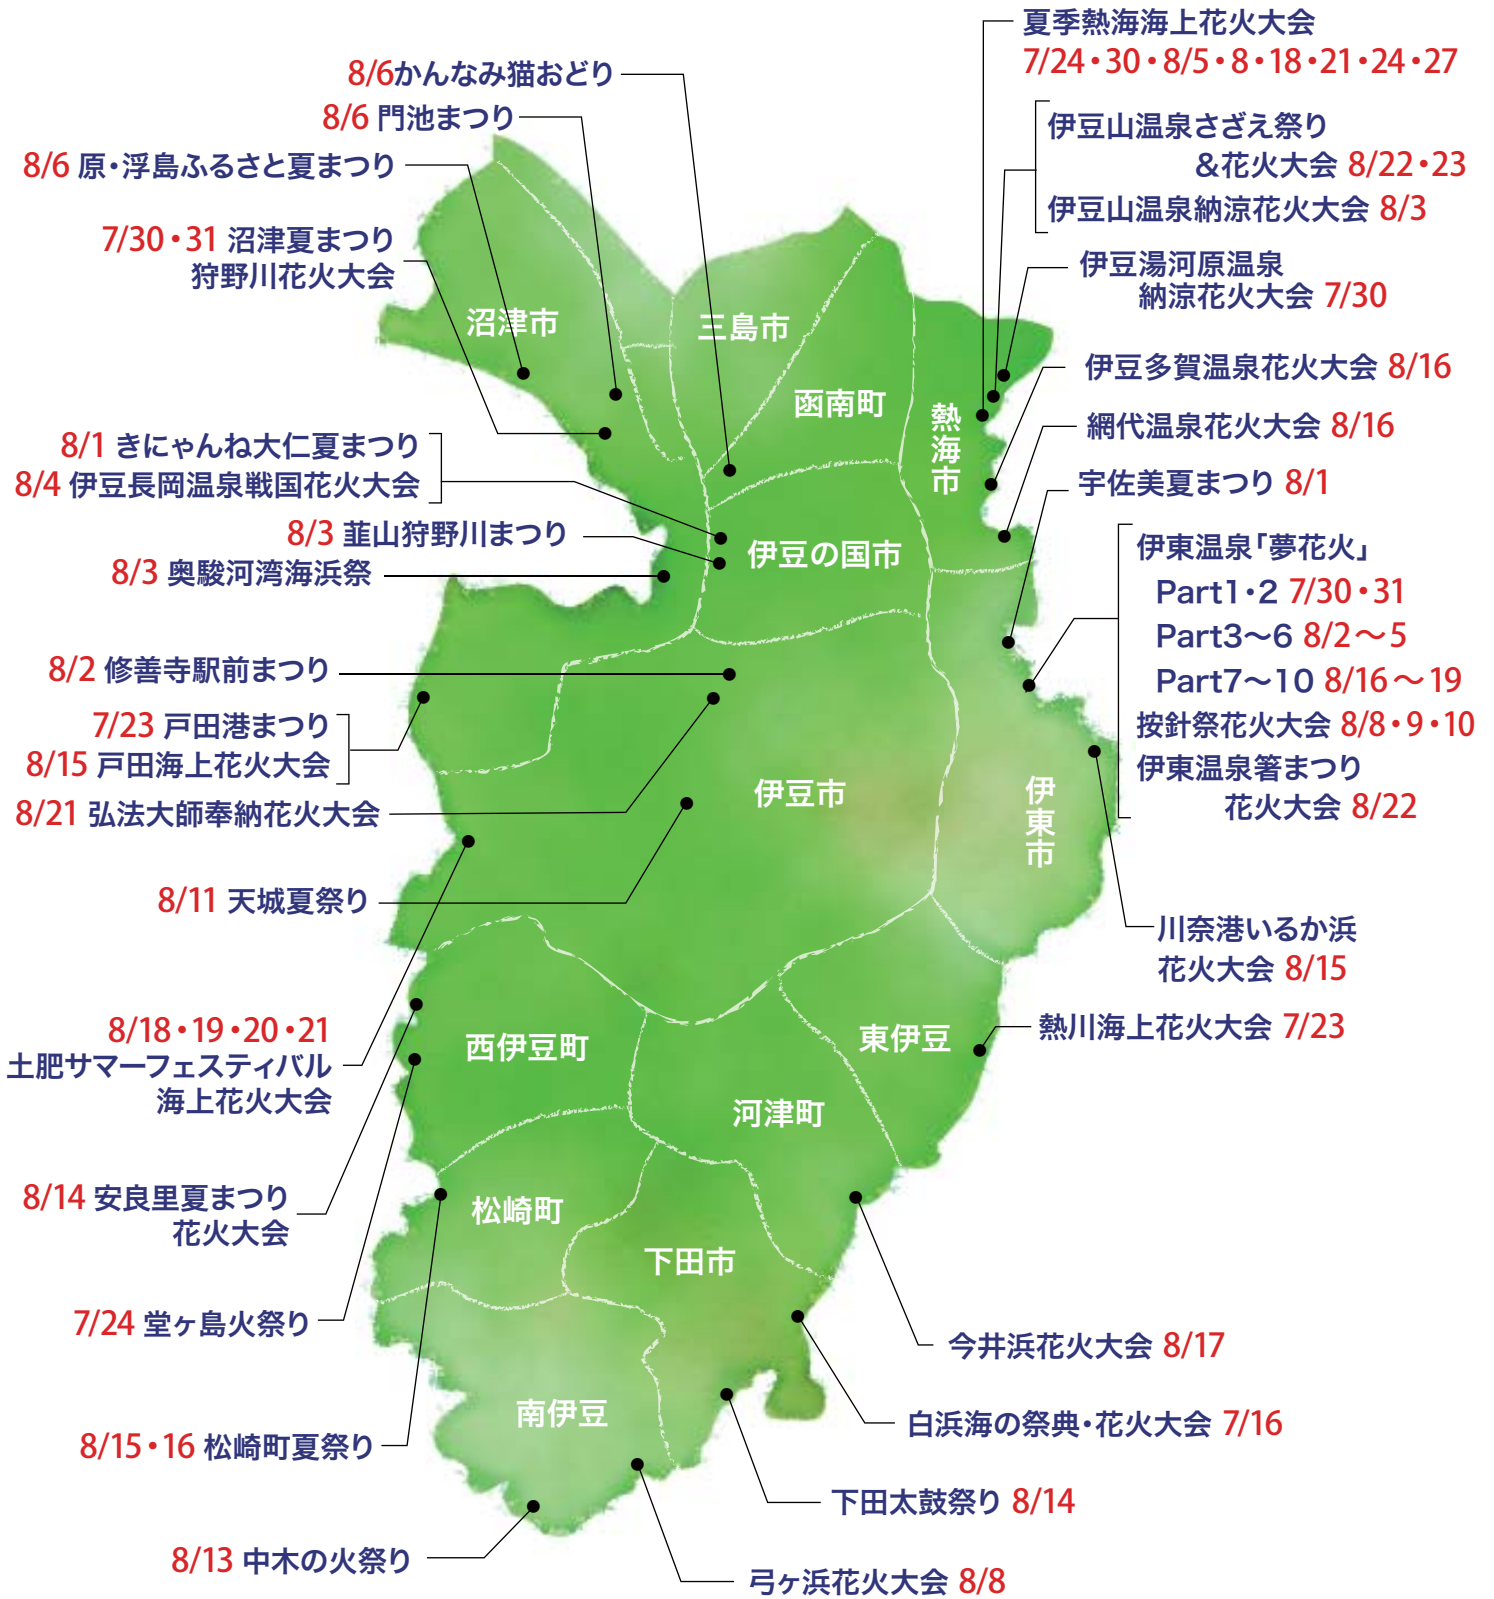 夏季熱海海上花火大会
7/24・30・8/5・8・18・21・24・27
8/6かんなみ猫おどり
8/6 門池まつり
8/6 原・浮島ふるさと夏まつり
7/30・31 沼津夏まつり
狩野川花火大会
伊豆山温泉さざえ祭り
&花火大会 8/22・23
伊豆山温泉納涼花火大会 8/3
伊豆湯河原温泉
納涼花火大会 7/30
伊豆多賀温泉花火大会 8/16
網代温泉花火大会 8/16
宇佐美夏まつり 8/1
伊東温泉「夢花火」
Part1・2 7/30・31
Part3〜6 8/2〜5
Part7〜10 8/16〜19
按針祭花火大会 8/8・9・10
伊東温泉箸まつり
花火大会 8/22
川奈港いるか浜
花火大会 8/15
熱川海上花火大会 7/23
今井浜花火大会 8/17
白浜海の祭典・花火大会 7/16
下田太鼓祭り 8/14
弓ヶ浜花火大会 8/8
8/1 きにゃんね大仁夏まつり
8/4 伊豆長岡温泉戦国花火大会
8/3 韮山狩野川まつり
8/3 奥駿河湾海浜祭
8/2 修善寺駅前まつり
7/23 戸田港まつり
8/15 戸田海上花火大会
8/21 弘法大師奉納花火大会
8/11 天城夏祭り
8/18・19・20・21
土肥サマーフェスティバル
海上花火大会
8/14 安良里夏まつり
花火大会
7/24 堂ヶ島火祭り
8/15・16 松崎町夏祭り
8/13 中木の火祭り
沼津市
三島市
函南町
熱海市
伊豆の国市
伊豆市
伊東市
西伊豆町
東伊豆
河津町
松崎町
下田市
南伊豆